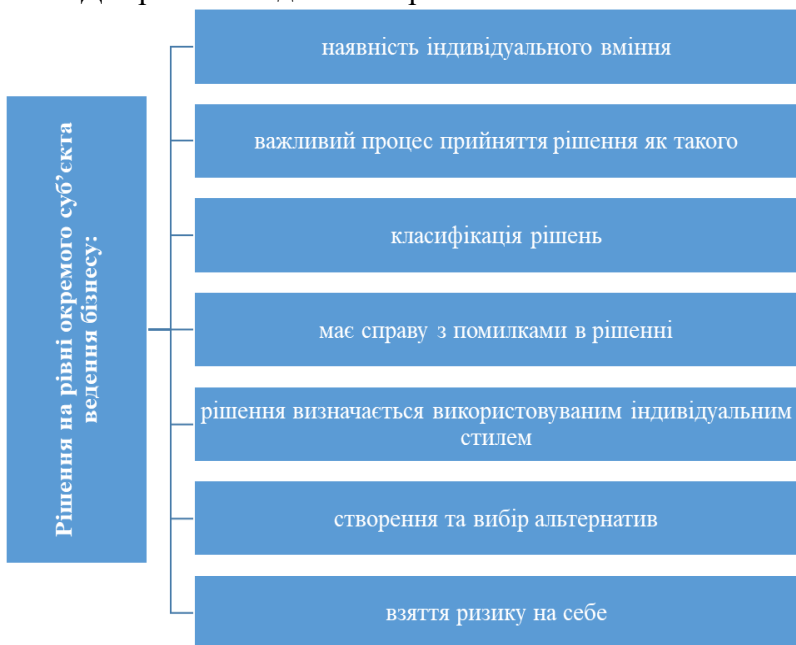 Рішення на рівні окремого суб’єкта
ведення бізнесу:
наявність індивідуального вміння
важливий процес прийняття рішення як такого
класифікація рішень
має справу з помилками в рішенні
рішення визначається використовуваним індивідуальним
стилем
створення та вибір альтернатив
взяття ризику на себе